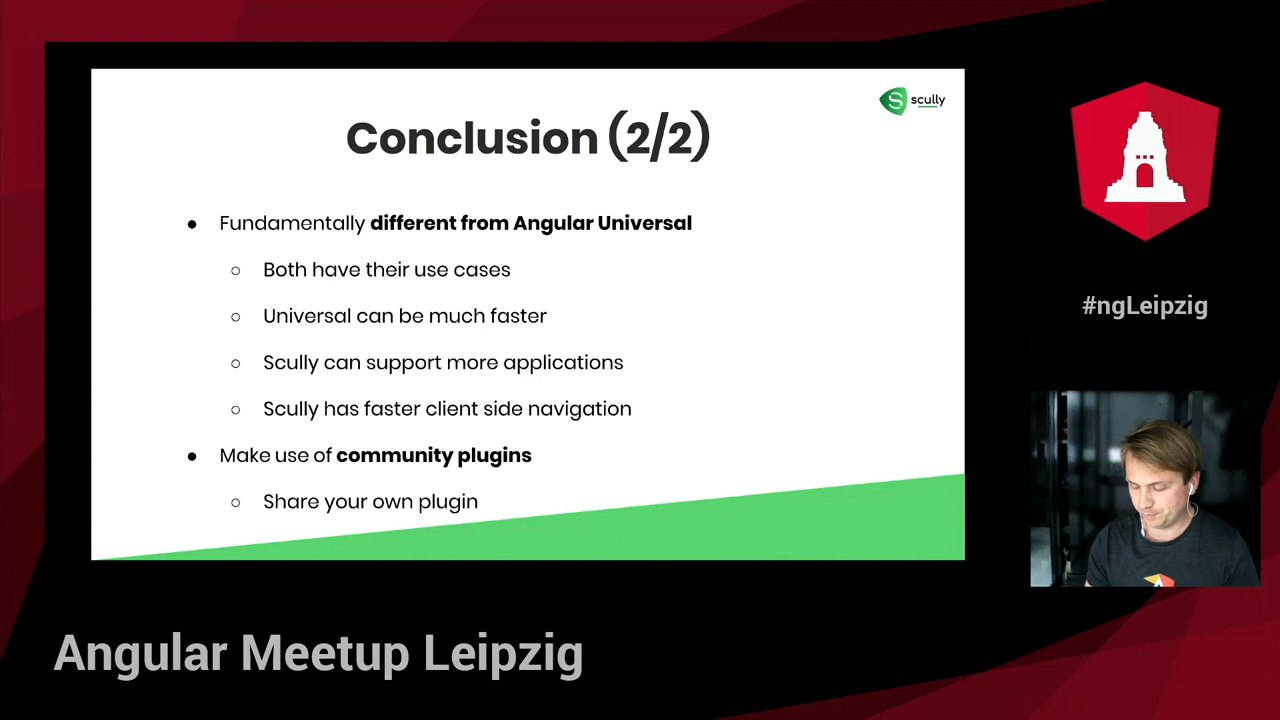 scully
Conclusion (2/2)
● Fundamentally different from Angular Universal
○ Both have their use cases
○ Universal can be much faster
○ Scully can support more applications
○ Scully has faster client side navigation
● Make use of community plugins
○ Share your own plugin
#ngLeipzig
Angular Meetup Leipzig